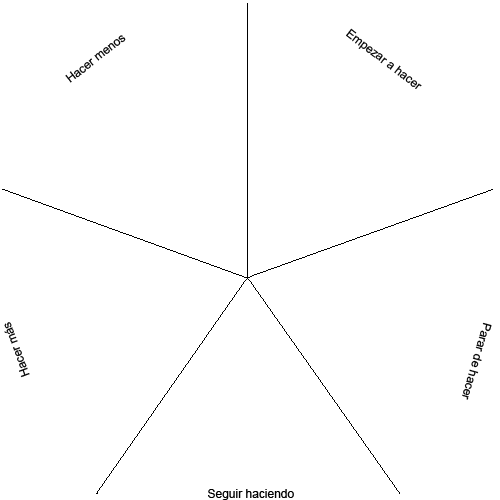 Hacer menos
Empezar a hacer
Hacer más
Parar de hacer
Seguir haciendo